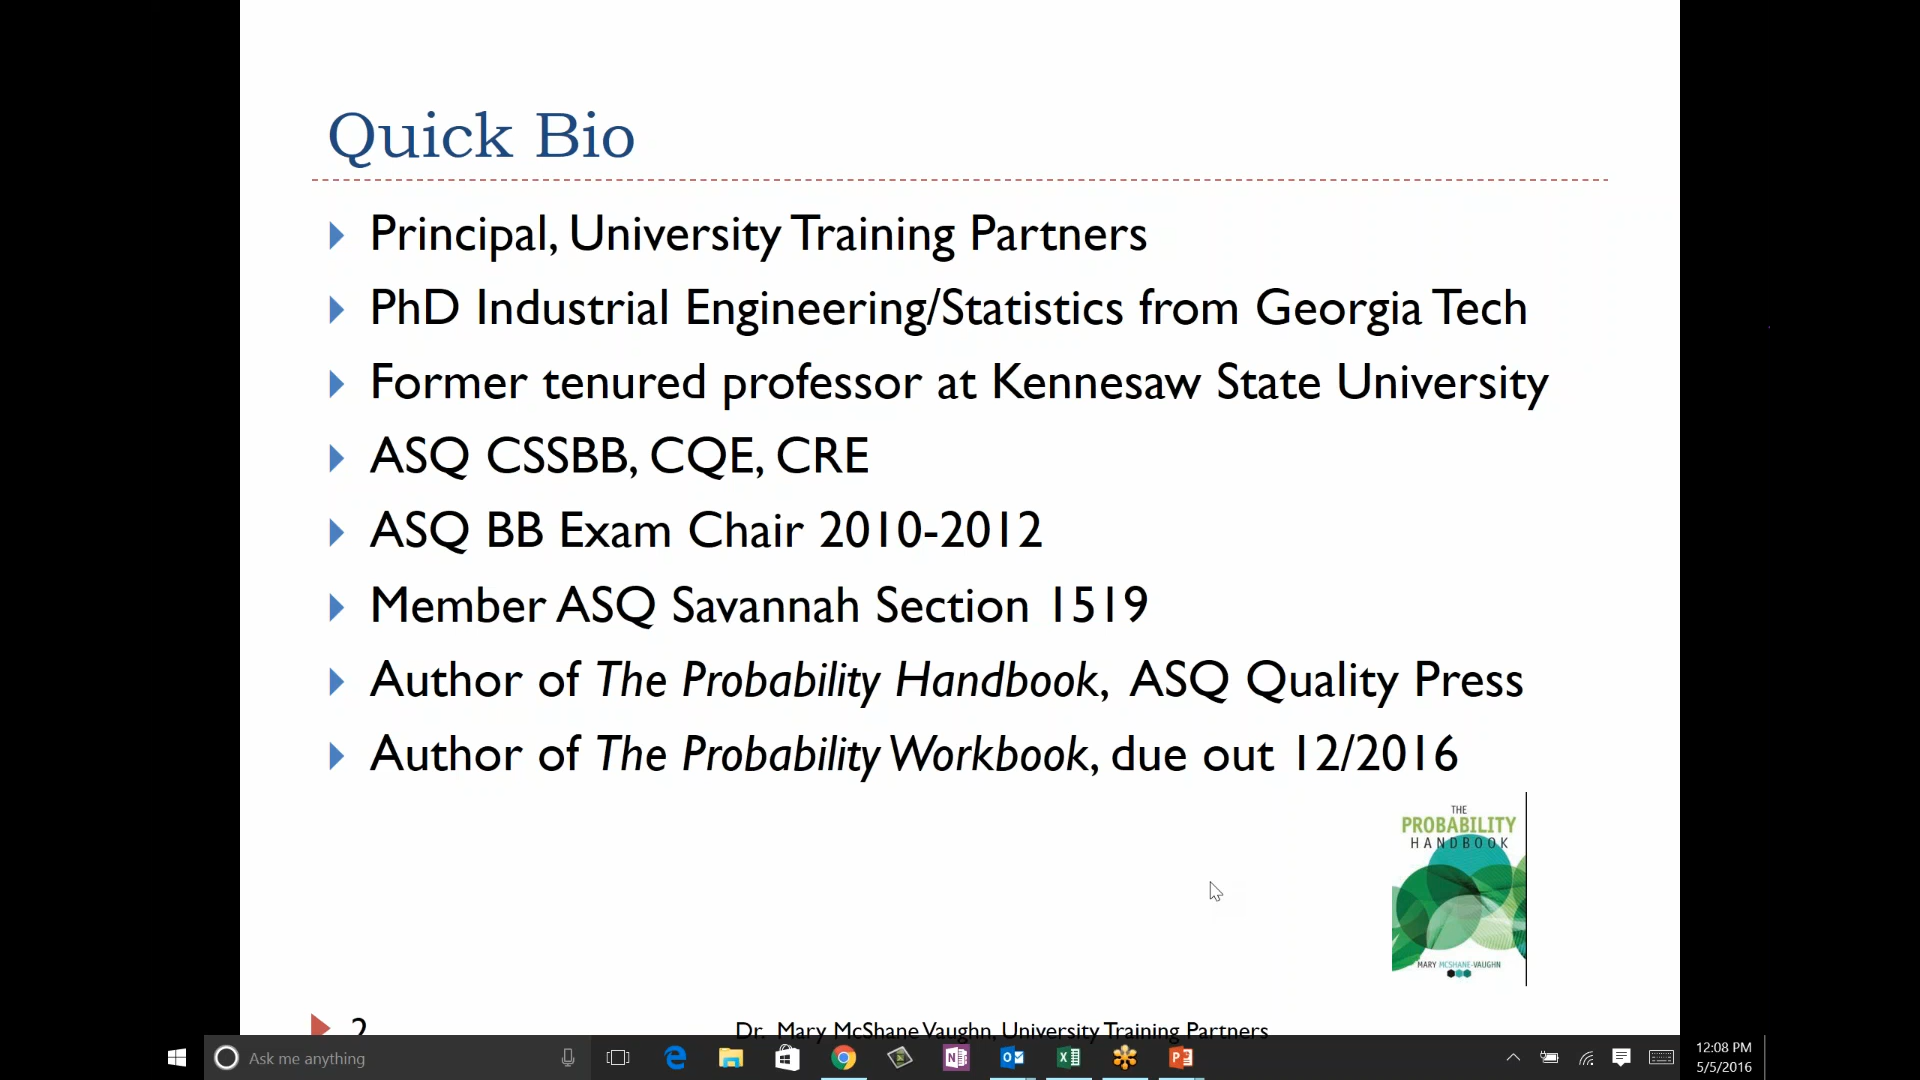 Quick Bio
Principal, University Training Partners
PhD Industrial Engineering/Statistics from Georgia Tech
Former tenured professor at Kennesaw State University
ASQ CSSBB, CQE, CRE
ASQ BB Exam Chair 2010-2012
Member ASQ Savannah Section 1519
Author of The Probability Handbook, ASQ Quality Press
Author of The Probability Workbook, due out 12/2016
THE
PROBABILITY
HANDBOOK
MARY MCSHANE-VAUGHN
2
Dr. Mary McShane Vaughn, University Training Partners
Ask me anything
12:08 PM
5/5/2016